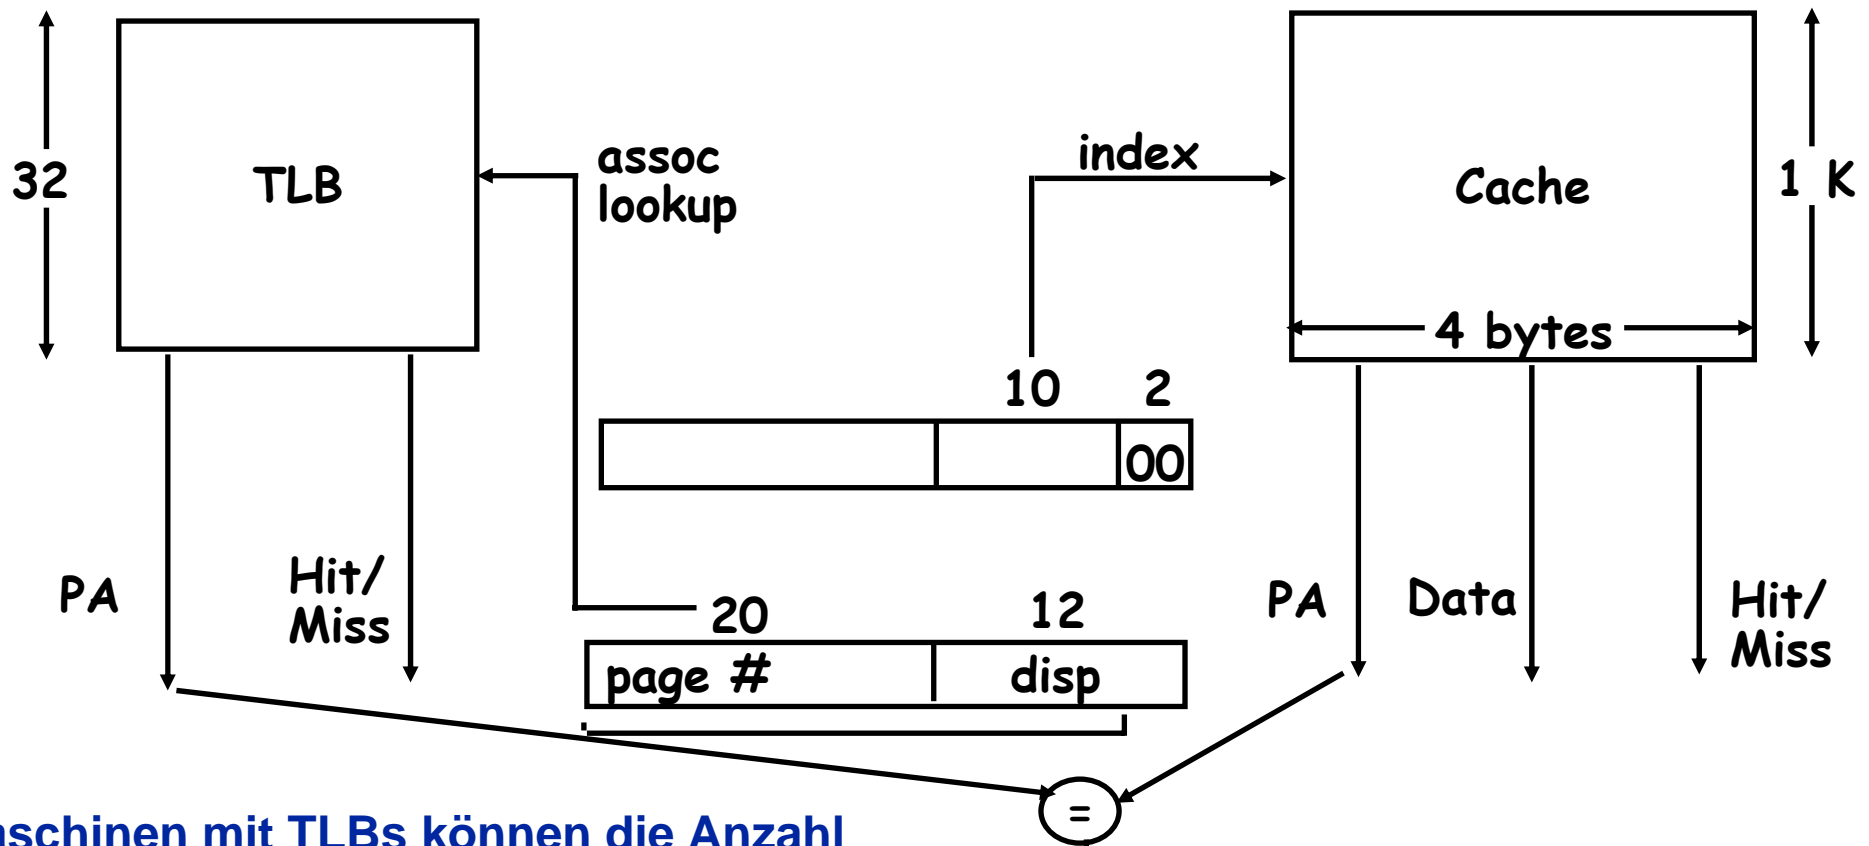 32
TLB
assoc
lookup
index
Cache
1 K
4 bytes
10 2
00
PA
Hit/
Miss
20 12
page # disp
PA
Data
Hit/
Miss
=
mit TLBs können die Anzahl